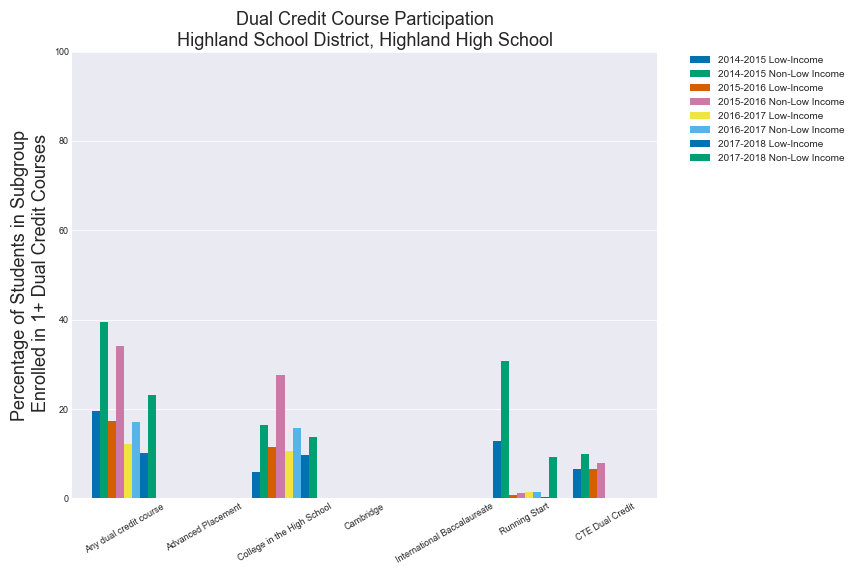 Dual Credit Course Participation
Highland School District, Highland High School
Percentage of Students in Subgroup
Enrolled in 1+ Dual Credit Courses
100
80
60
40
20
0
Any dual credit course
Advanced Placement
College in the High School
Cambridge
International Baccalaureate
Running Start
CTE Dual Credit
2014-2015 Low-Income
2014-2015 Non-Low Income
2015-2016 Low-Income
2015-2016 Non-Low Income
2016-2017 Low-Income
2016-2017 Non-Low Income
2017-2018 Low-Income
2017-2018 Non-Low Income